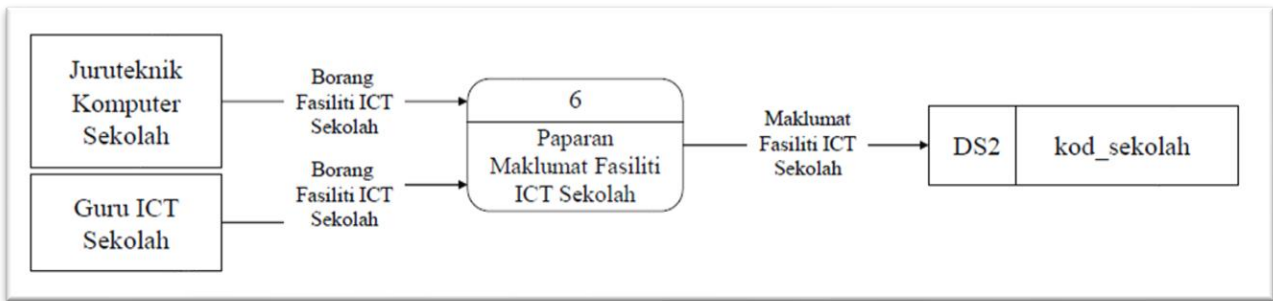 Juruteknik
Komputer
Sekolah
Borang
Fasiliti ICT
Sekolah
Guru ICT
Sekolah
Borang
Fasiliti ICT
Sekolah
6
Paparan
Maklumat Fasiliti
ICT Sekolah
Maklumat
Fasiliti ICT
Sekolah
DS2
kod_sekolah